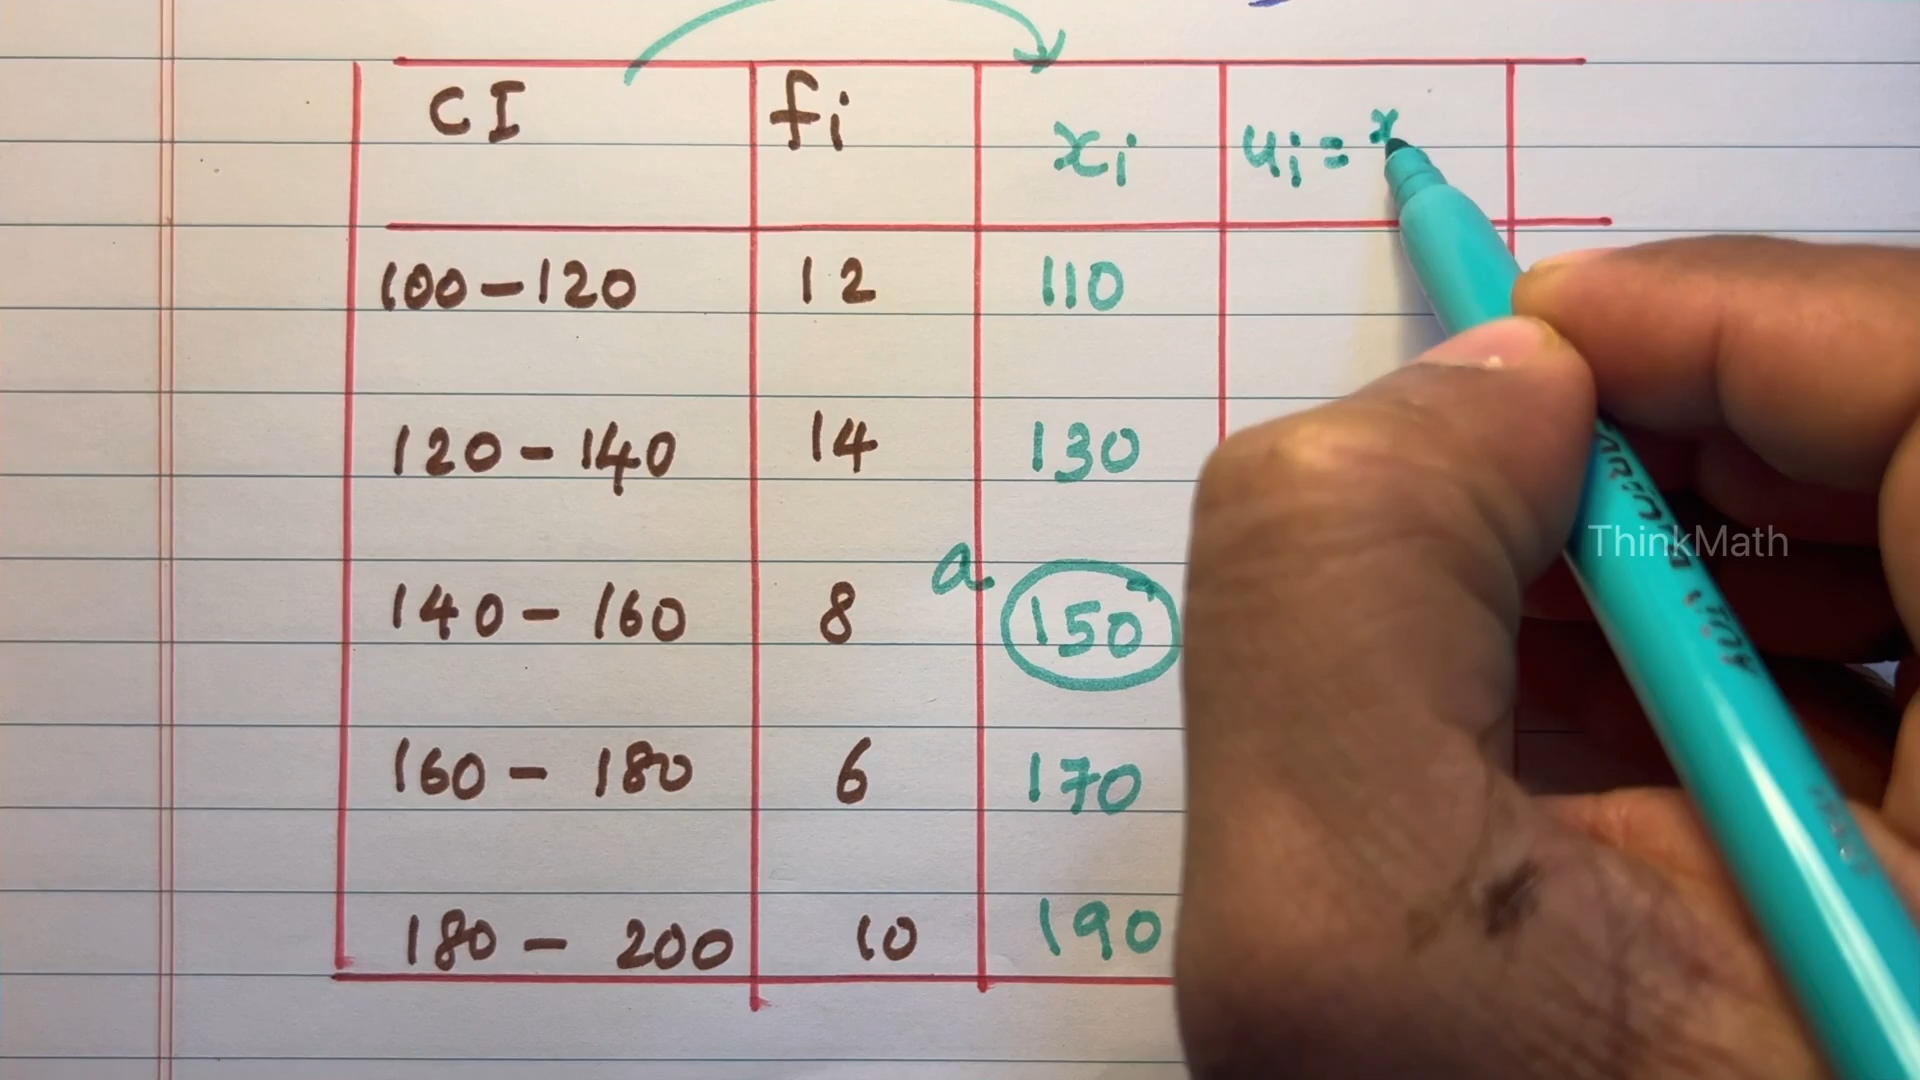 CI fi xi ui = x
100 - 120 12 110
120 - 140 14 130
a
140 - 160 8 150
ThinkMath
160 - 180 6 170
180 - 200 10 190